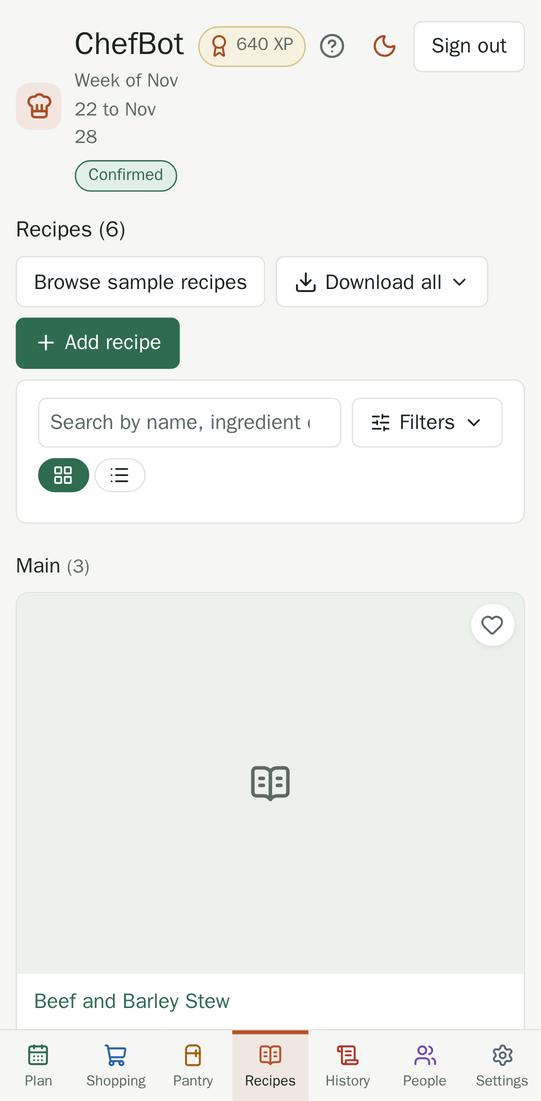 ChefBot
640 XP
Sign out
Week of Nov
22 to Nov
28
Confirmed
Recipes (6)
Browse sample recipes
Download all
Add recipe
Search by name, ingredient
Filters
Main (3)
Beef and Barley Stew
Plan
Shopping
Pantry
Recipes
History
People
Settings